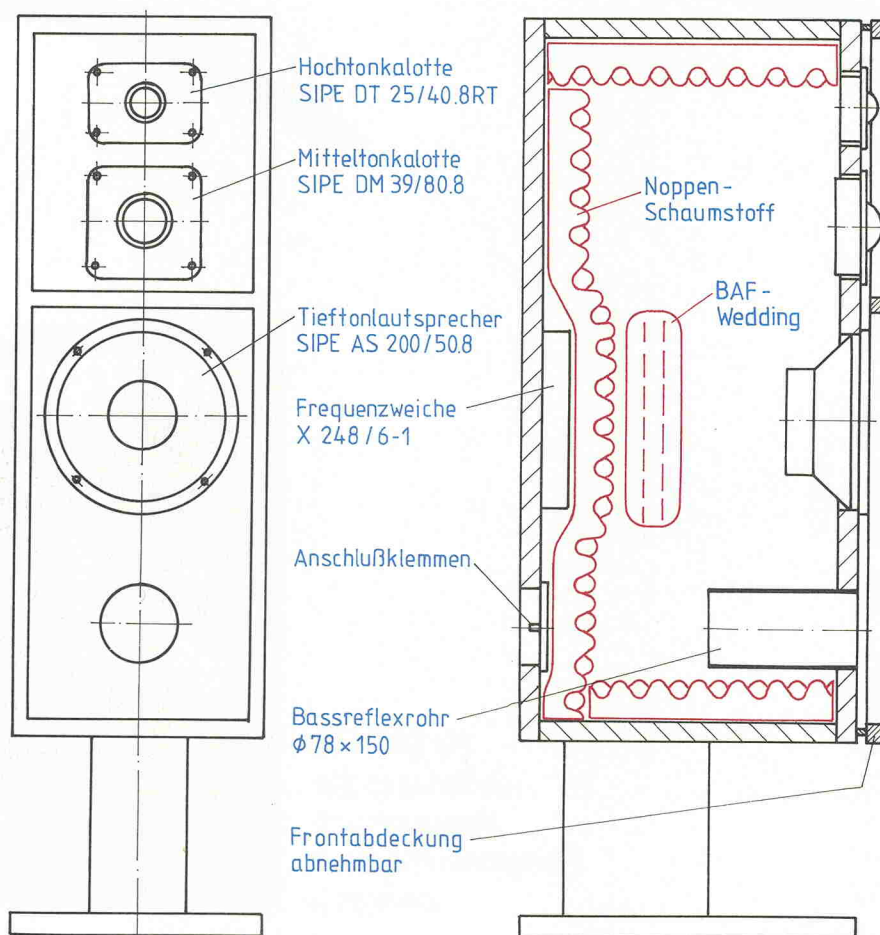 Hochtonkalotte
SIPE DT 25/40.8RT
Mitteltonkalotte
SIPE DM 39/80.8
Noppen-
Schaumstoff
BAF-
Wedding
Tieftonlautsprecher
SIPE AS 200/50.8
Frequenzweiche
X 248/6-1
Anschlußklemmen
Bassreflexrohr
Φ78×150
Frontabdeckung
abnehmbar